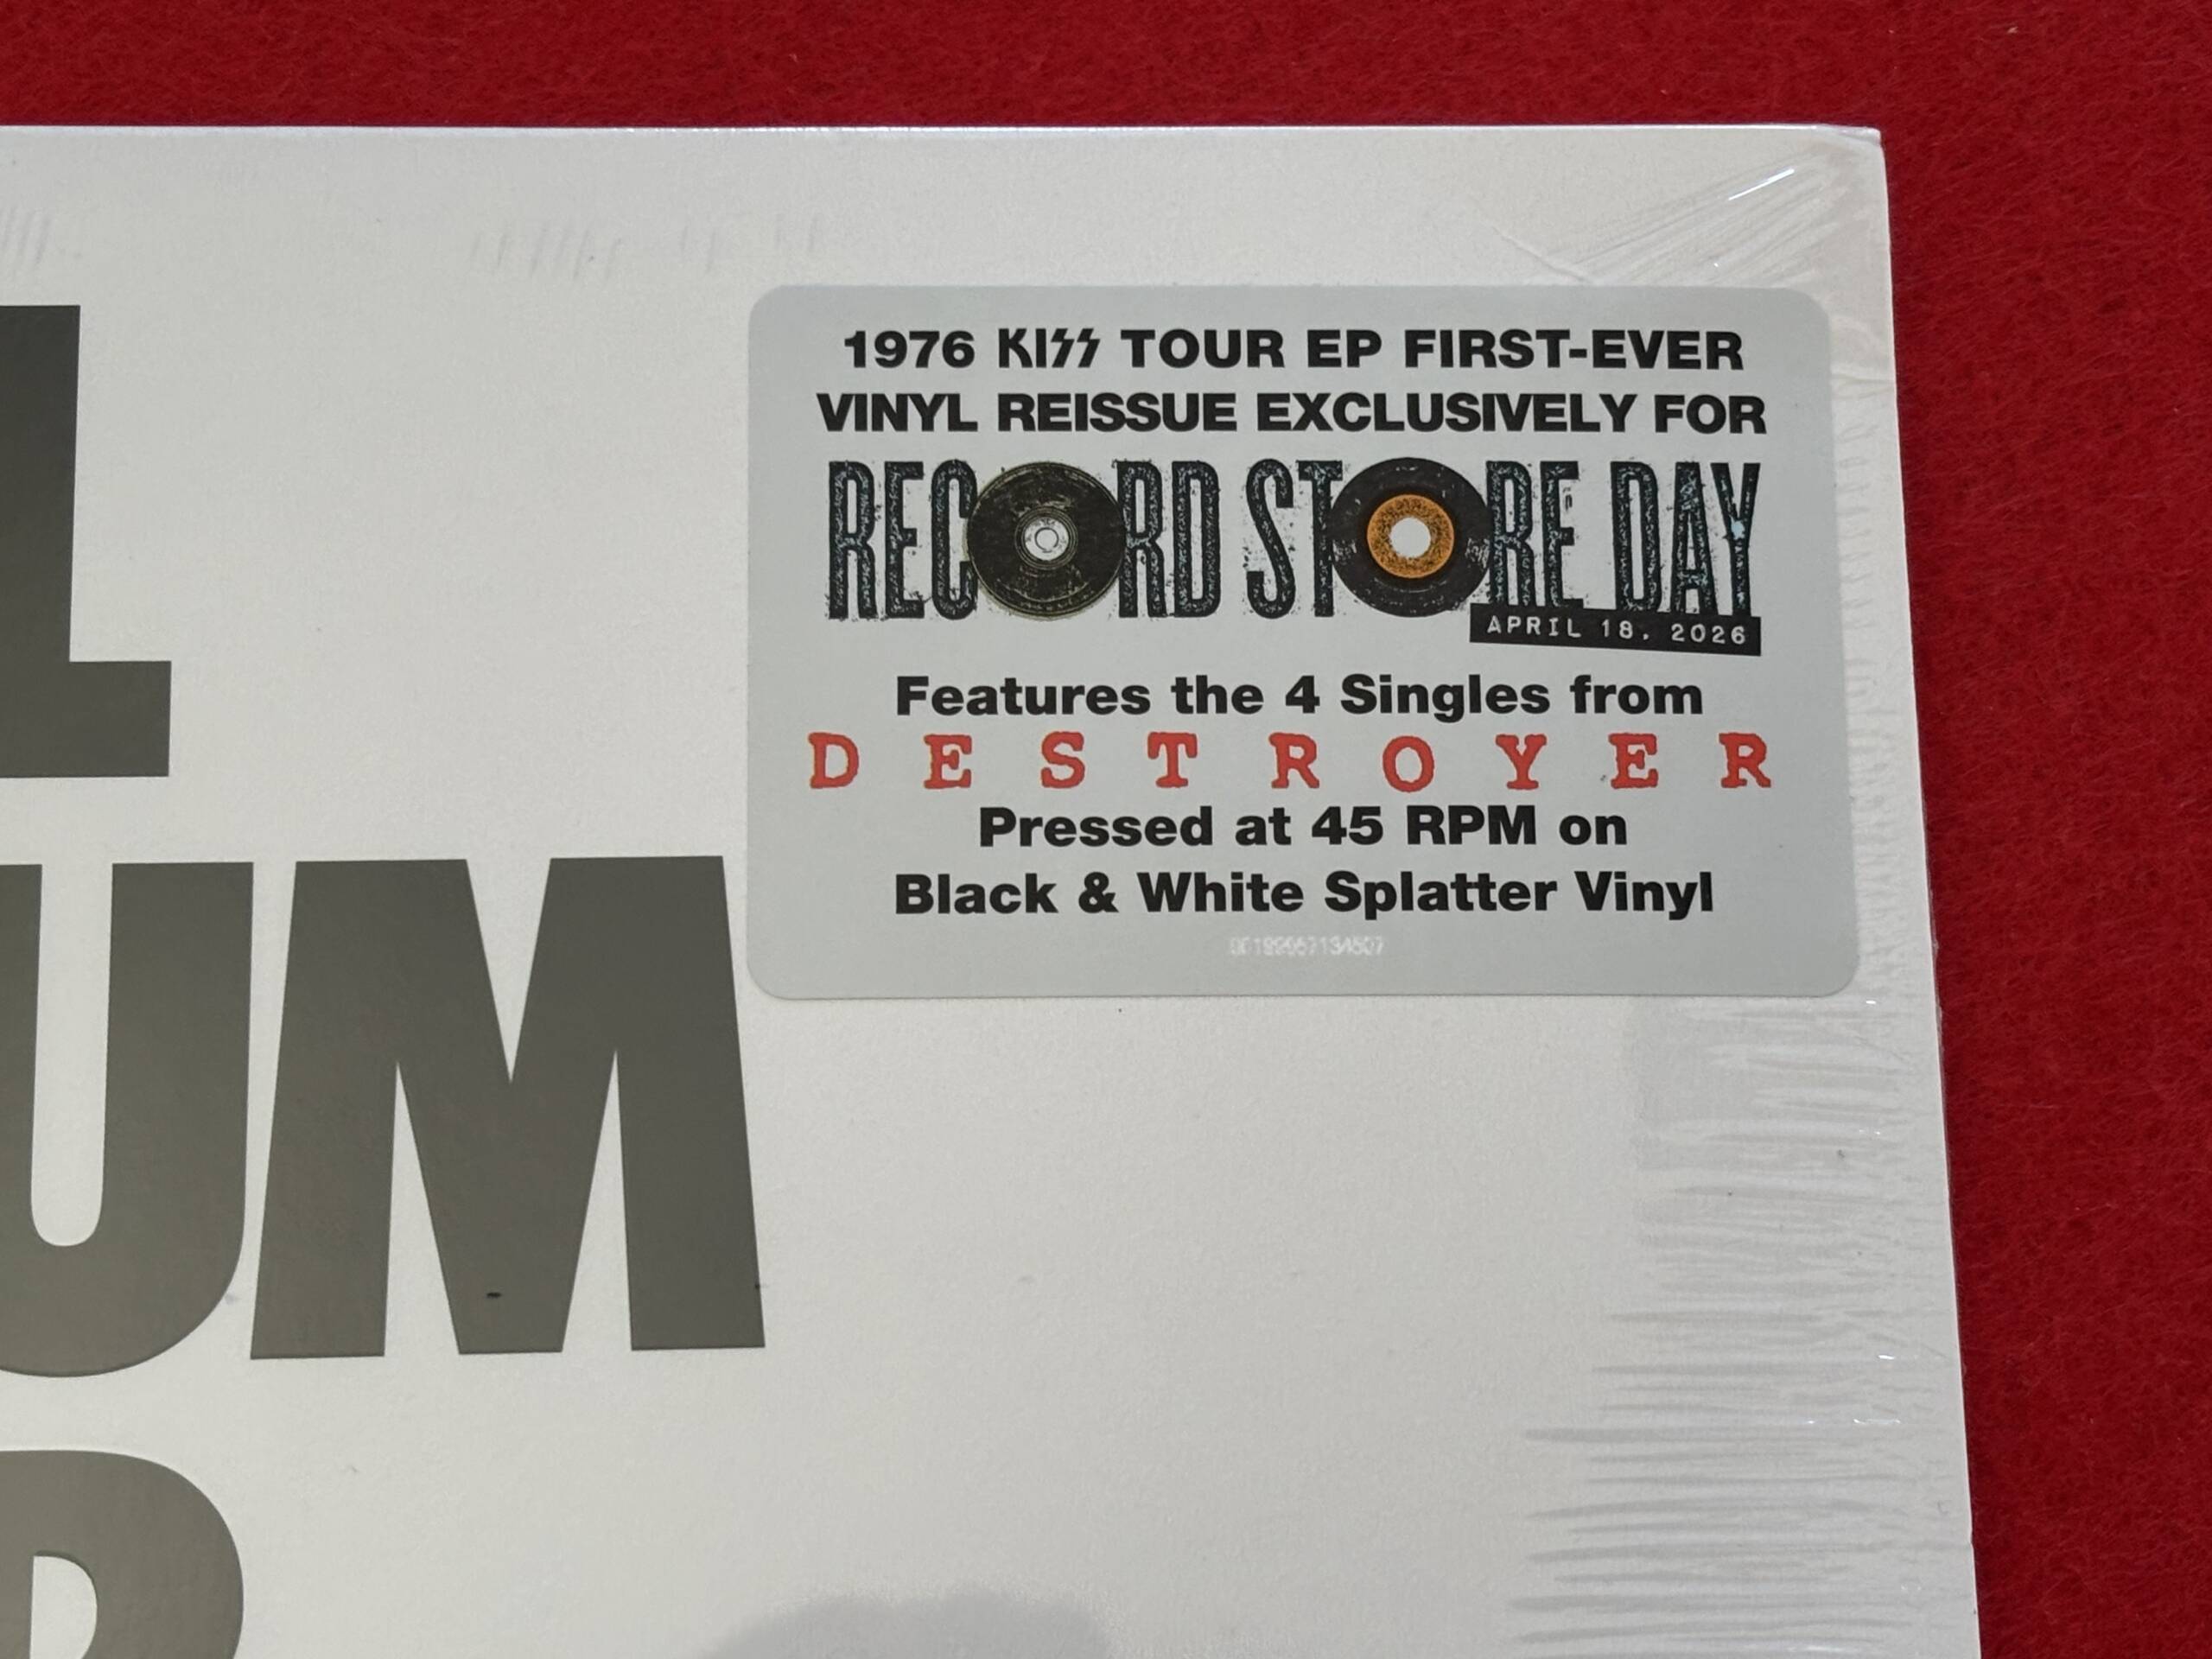 1976 KISS TOUR EP FIRST-EVER
VINYL REISSUE EXCLUSIVELY FOR
RECORD STORE DAY
APRIL 18, 2026
Features the 4 Singles from
DESTROYER
Pressed at 45 RPM on
Black & White Splatter Vinyl
L
UM